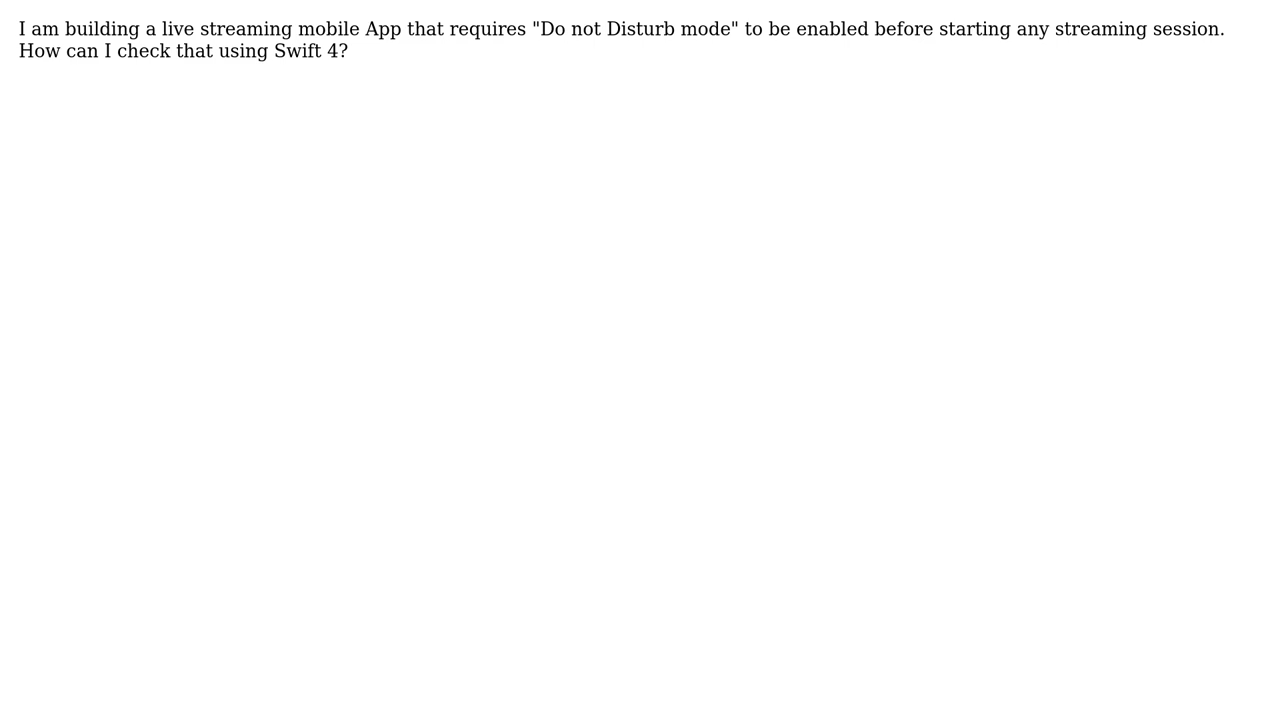 I am building a live streaming mobile App that requires "Do not Disturb mode" to be enabled before starting any streaming session.
How can I check that using Swift 4?